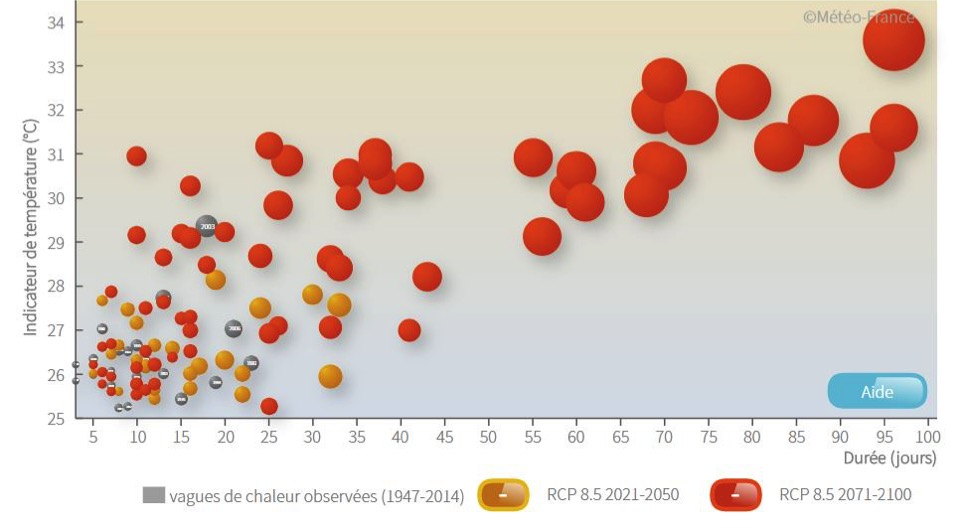 ©Météo-France
Indicateur de température (°C)
34
33
32
31
30
29
28
27
26
25
2003
2006
Aide
5 10 15 20 25 30 35 40 45 50 55 60 65 70 75 80 85 90 95 100
Durée (jours)
vagues de chaleur observées (1947-2014) RCP 8.5 2021-2050 RCP 8.5 2071-2100